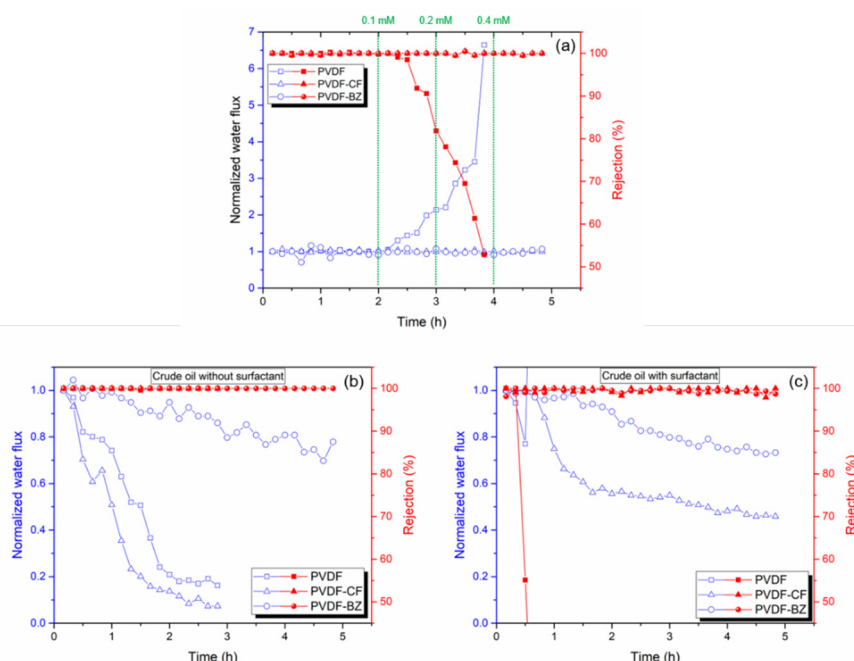 0.1 mM 0.2 mM 0.4 mM
(a)
7
6
5
4
3
2
1
0
Normalized water flux
PVDF
PVDF-CF
PVDF-BZ
100
90
80
70
60
50
Rejection (%)
0 1 2 3 4 5
Time (h)
Crude oil without surfactant
(b)
1.0
0.8
0.6
0.4
0.2
0.0
Normalized water flux
PVDF
PVDF-CF
PVDF-BZ
100
90
80
70
60
50
Rejection (%)
0 1 2 3 4 5
Time (h)
Crude oil with surfactant
(c)
1.0
0.8
0.6
0.4
0.2
0.0
Normalized water flux
PVDF
PVDF-CF
PVDF-BZ
100
90
80
70
60
50
Rejection (%)
0 1 2 3 4 5
Time (h)